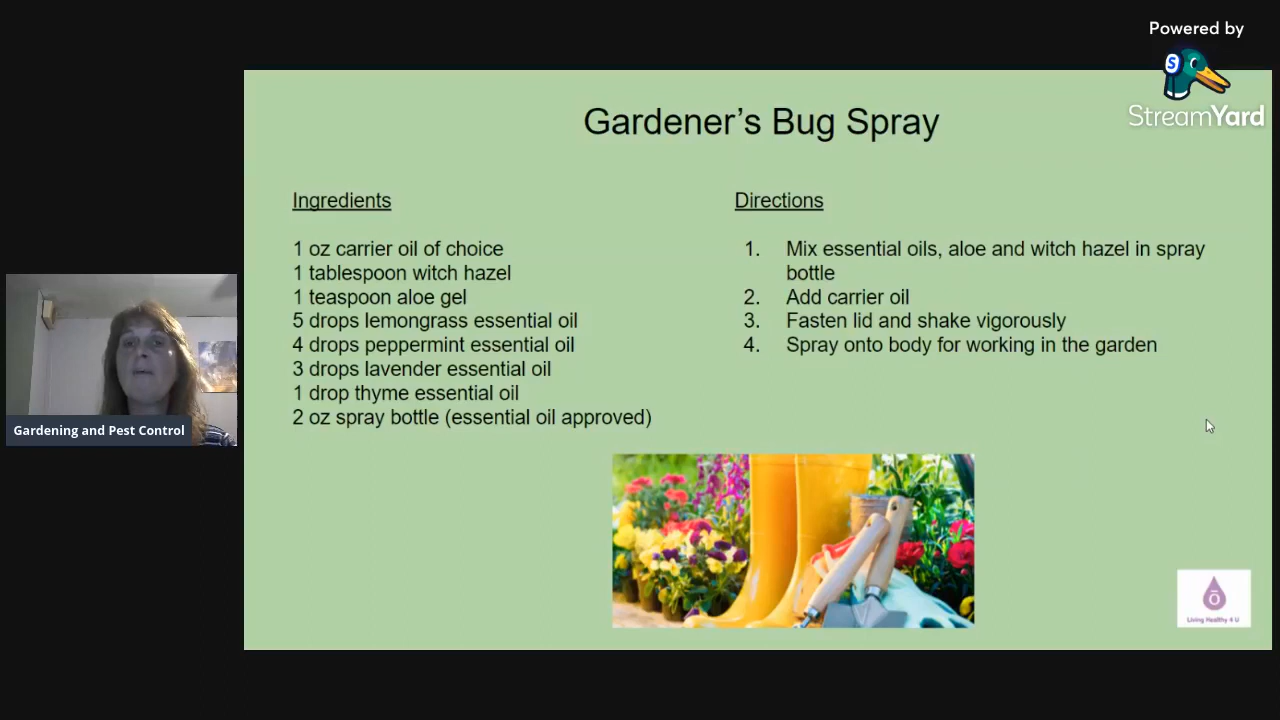 Powered by
StreamYard
Gardener's Bug Spray
Ingredients
1 oz carrier oil of choice
1 tablespoon witch hazel
1 teaspoon aloe gel
5 drops lemongrass essential oil
4 drops peppermint essential oil
3 drops lavender essential oil
1 drop thyme essential oil
2 oz spray bottle (essential oil approved)
Directions
1. Mix essential oils, aloe and witch hazel in spray
bottle
2. Add carrier oil
3. Fasten lid and shake vigorously
4. Spray onto body for working in the garden
Gardening and Pest Control
Living Healthy 4 U